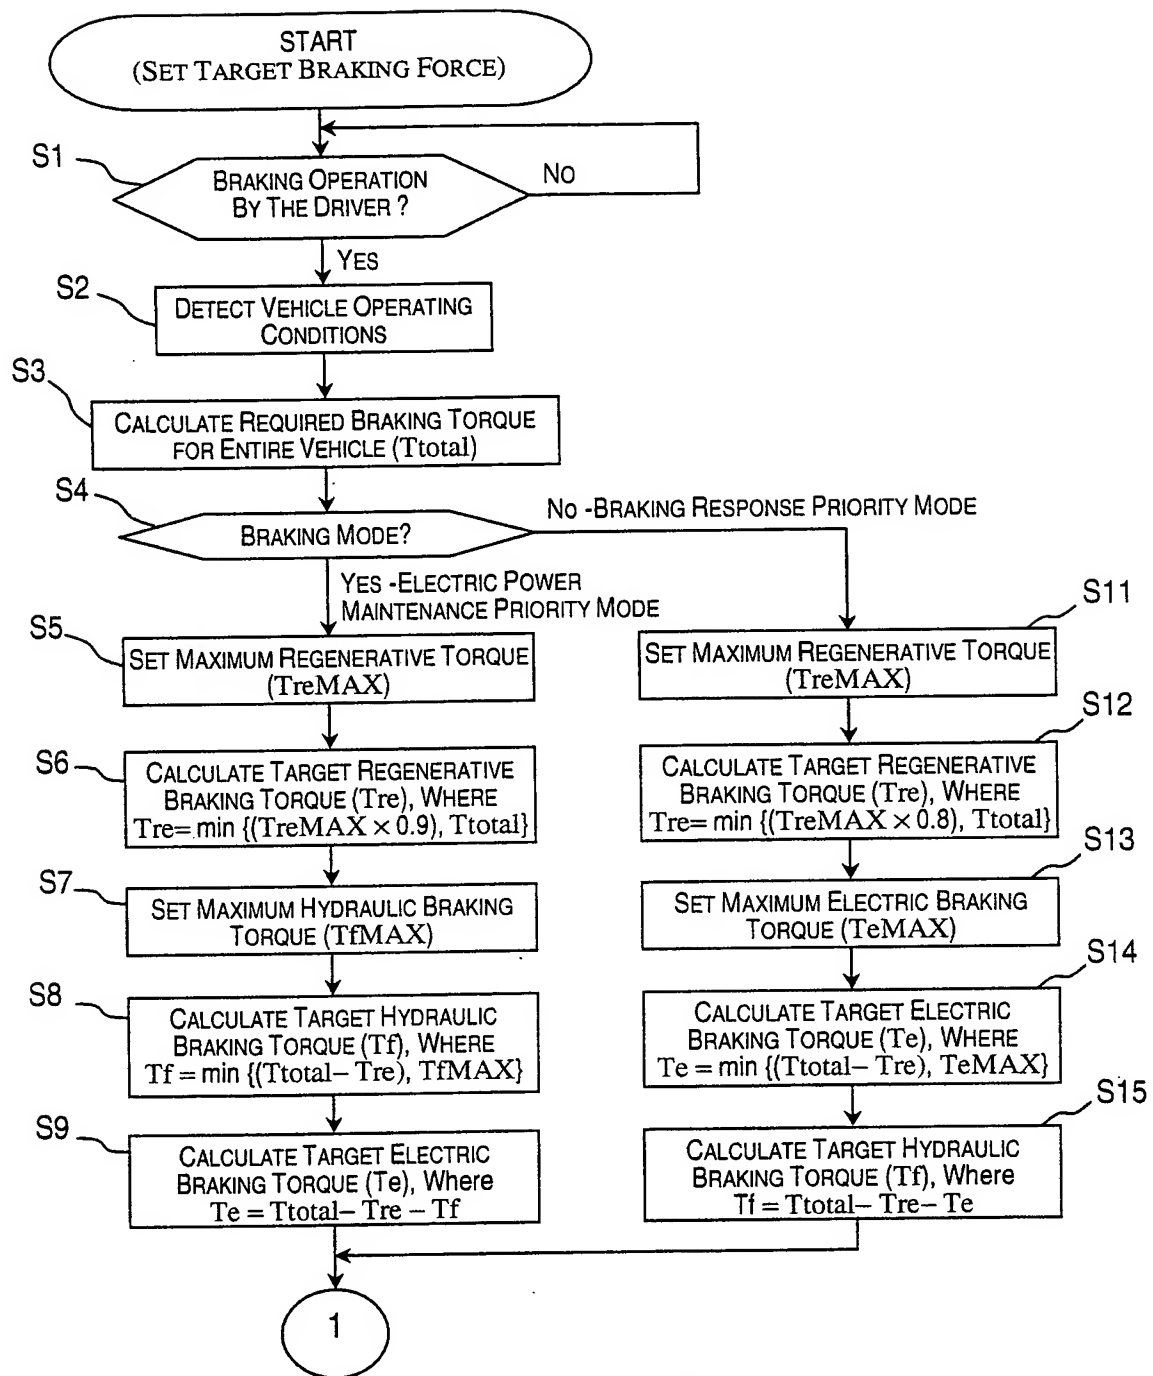 START
(SET TARGET BRAKING FORCE)
S1
BRAKING OPERATION
BY THE DRIVER ?
NO
YES
S2
DETECT VEHICLE OPERATING
CONDITIONS
S3
CALCULATE REQUIRED BRAKING TORQUE
FOR ENTIRE VEHICLE (Ttotal)
S4
BRAKING MODE?
NO -BRAKING RESPONSE PRIORITY MODE
YES -ELECTRIC POWER
MAINTENANCE PRIORITY MODE
S5
SET MAXIMUM REGENERATIVE TORQUE
(TreMAX)
S6
CALCULATE TARGET REGENERATIVE
BRAKING TORQUE (Tre), WHERE
Tre= min {(TreMAX × 0.9), Ttotal}
S7
SET MAXIMUM HYDRAULIC BRAKING
TORQUE (TfMAX)
S8
CALCULATE TARGET HYDRAULIC
BRAKING TORQUE (Tf), WHERE
Tf = min {(Ttotal– Tre), TfMAX}
S9
CALCULATE TARGET ELECTRIC
BRAKING TORQUE (Te), Where
Te = Ttotal– Tre – Tf
S11
SET MAXIMUM REGENERATIVE TORQUE
(TreMAX)
S12
CALCULATE TARGET REGENERATIVE
BRAKING TORQUE (Tre), WHERE
Tre= min {(TreMAX × 0.8), Ttotal}
S13
SET MAXIMUM ELECTRIC BRAKING
TORQUE (TeMAX)
S14
CALCULATE TARGET ELECTRIC
BRAKING TORQUE (Te), WHERE
Te = min {(Ttotal– Tre), TeMAX}
S15
CALCULATE TARGET HYDRAULIC
BRAKING TORQUE (Tf), Where
Tf = Ttotal– Tre– Te
1